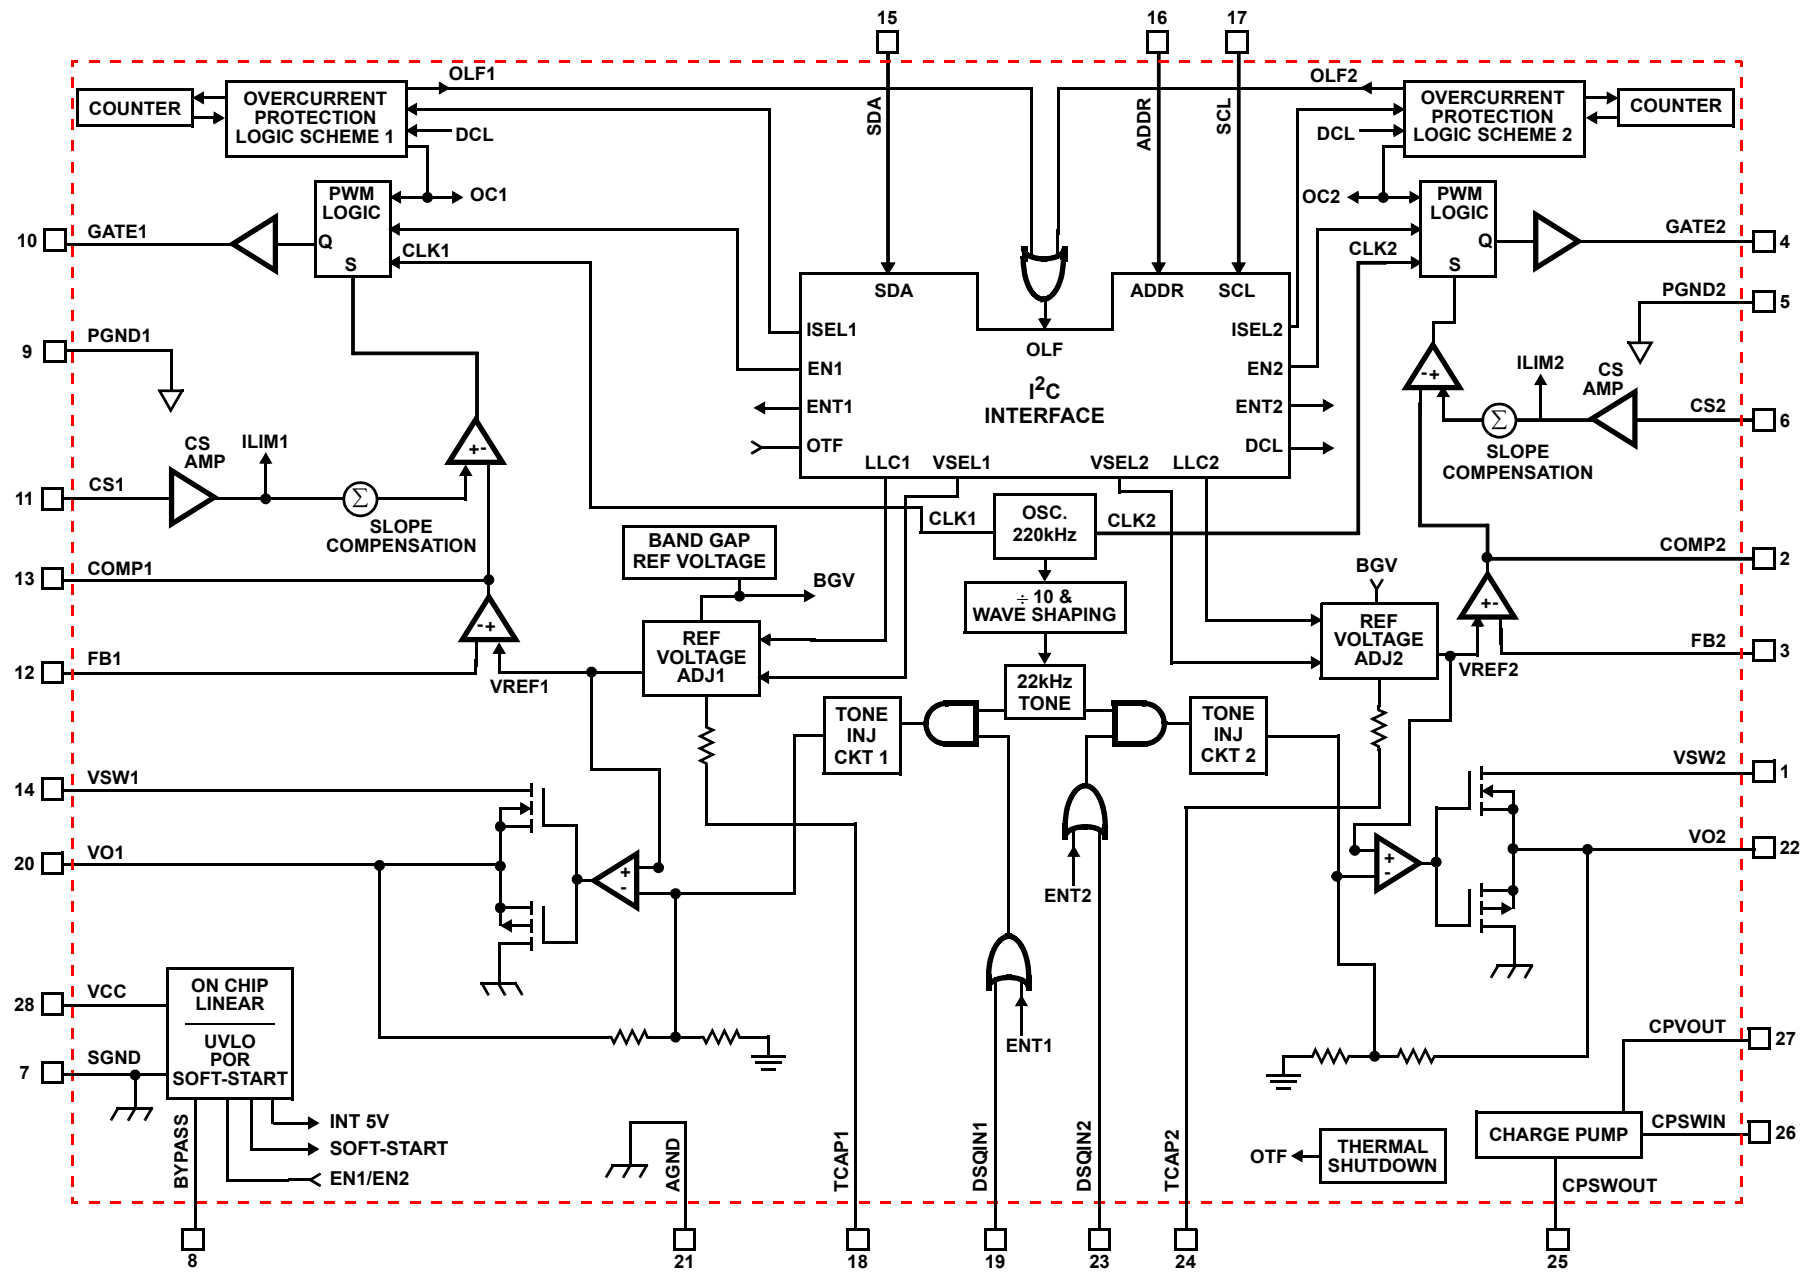 15
16
17
OLF1
OLF2
COUNTER
OVERCURRENT
PROTECTION
LOGIC SCHEME 1
DCL
SDA
ADDR
SCL
DCL
OVERCURRENT
PROTECTION
LOGIC SCHEME 2
COUNTER
PWM
LOGIC
Q
S
OC1
CLK1
OC2
CLK2
PWM
LOGIC
Q
S
10
GATE1
GATE2
4
9
PGND1
PGND2
5
SDA
ADDR
SCL
ISEL1
EN1
ENT1
OTF
OLF
I2C
INTERFACE
ISEL2
EN2
ENT2
DCL
LLC1
VSEL1
VSEL2
LLC2
CS
AMP
ILIM1
+-
ILIM2
CS
AMP
-+
11
CS1
CS2
6
Σ
SLOPE
COMPENSATION
Σ
SLOPE
COMPENSATION
CLK1
OSC.
220kHz
CLK2
BAND GAP
REF VOLTAGE
BGV
BGV
13
COMP1
COMP2
2
÷ 10 &
WAVE SHAPING
-+
+-
REF
VOLTAGE
ADJ1
REF
VOLTAGE
ADJ2
12
FB1
FB2
3
VREF1
VREF2
22kHz
TONE
TONE
INJ
CKT 1
TONE
INJ
CKT 2
14
VSW1
VSW2
1
20
VO1
VO2
22
+
-
+
-
ENT2
ENT1
28
VCC
ON CHIP
LINEAR
UVLO
POR
SOFT-START
7
SGND
CPVOUT
27
INT 5V
SOFT-START
EN1/EN2
BYPASS
AGND
TCAP1
DSQIN1
DSQIN2
TCAP2
OTF
THERMAL
SHUTDOWN
CHARGE PUMP
CPSWIN
26
CPSWOUT
8
21
18
19
23
24
25